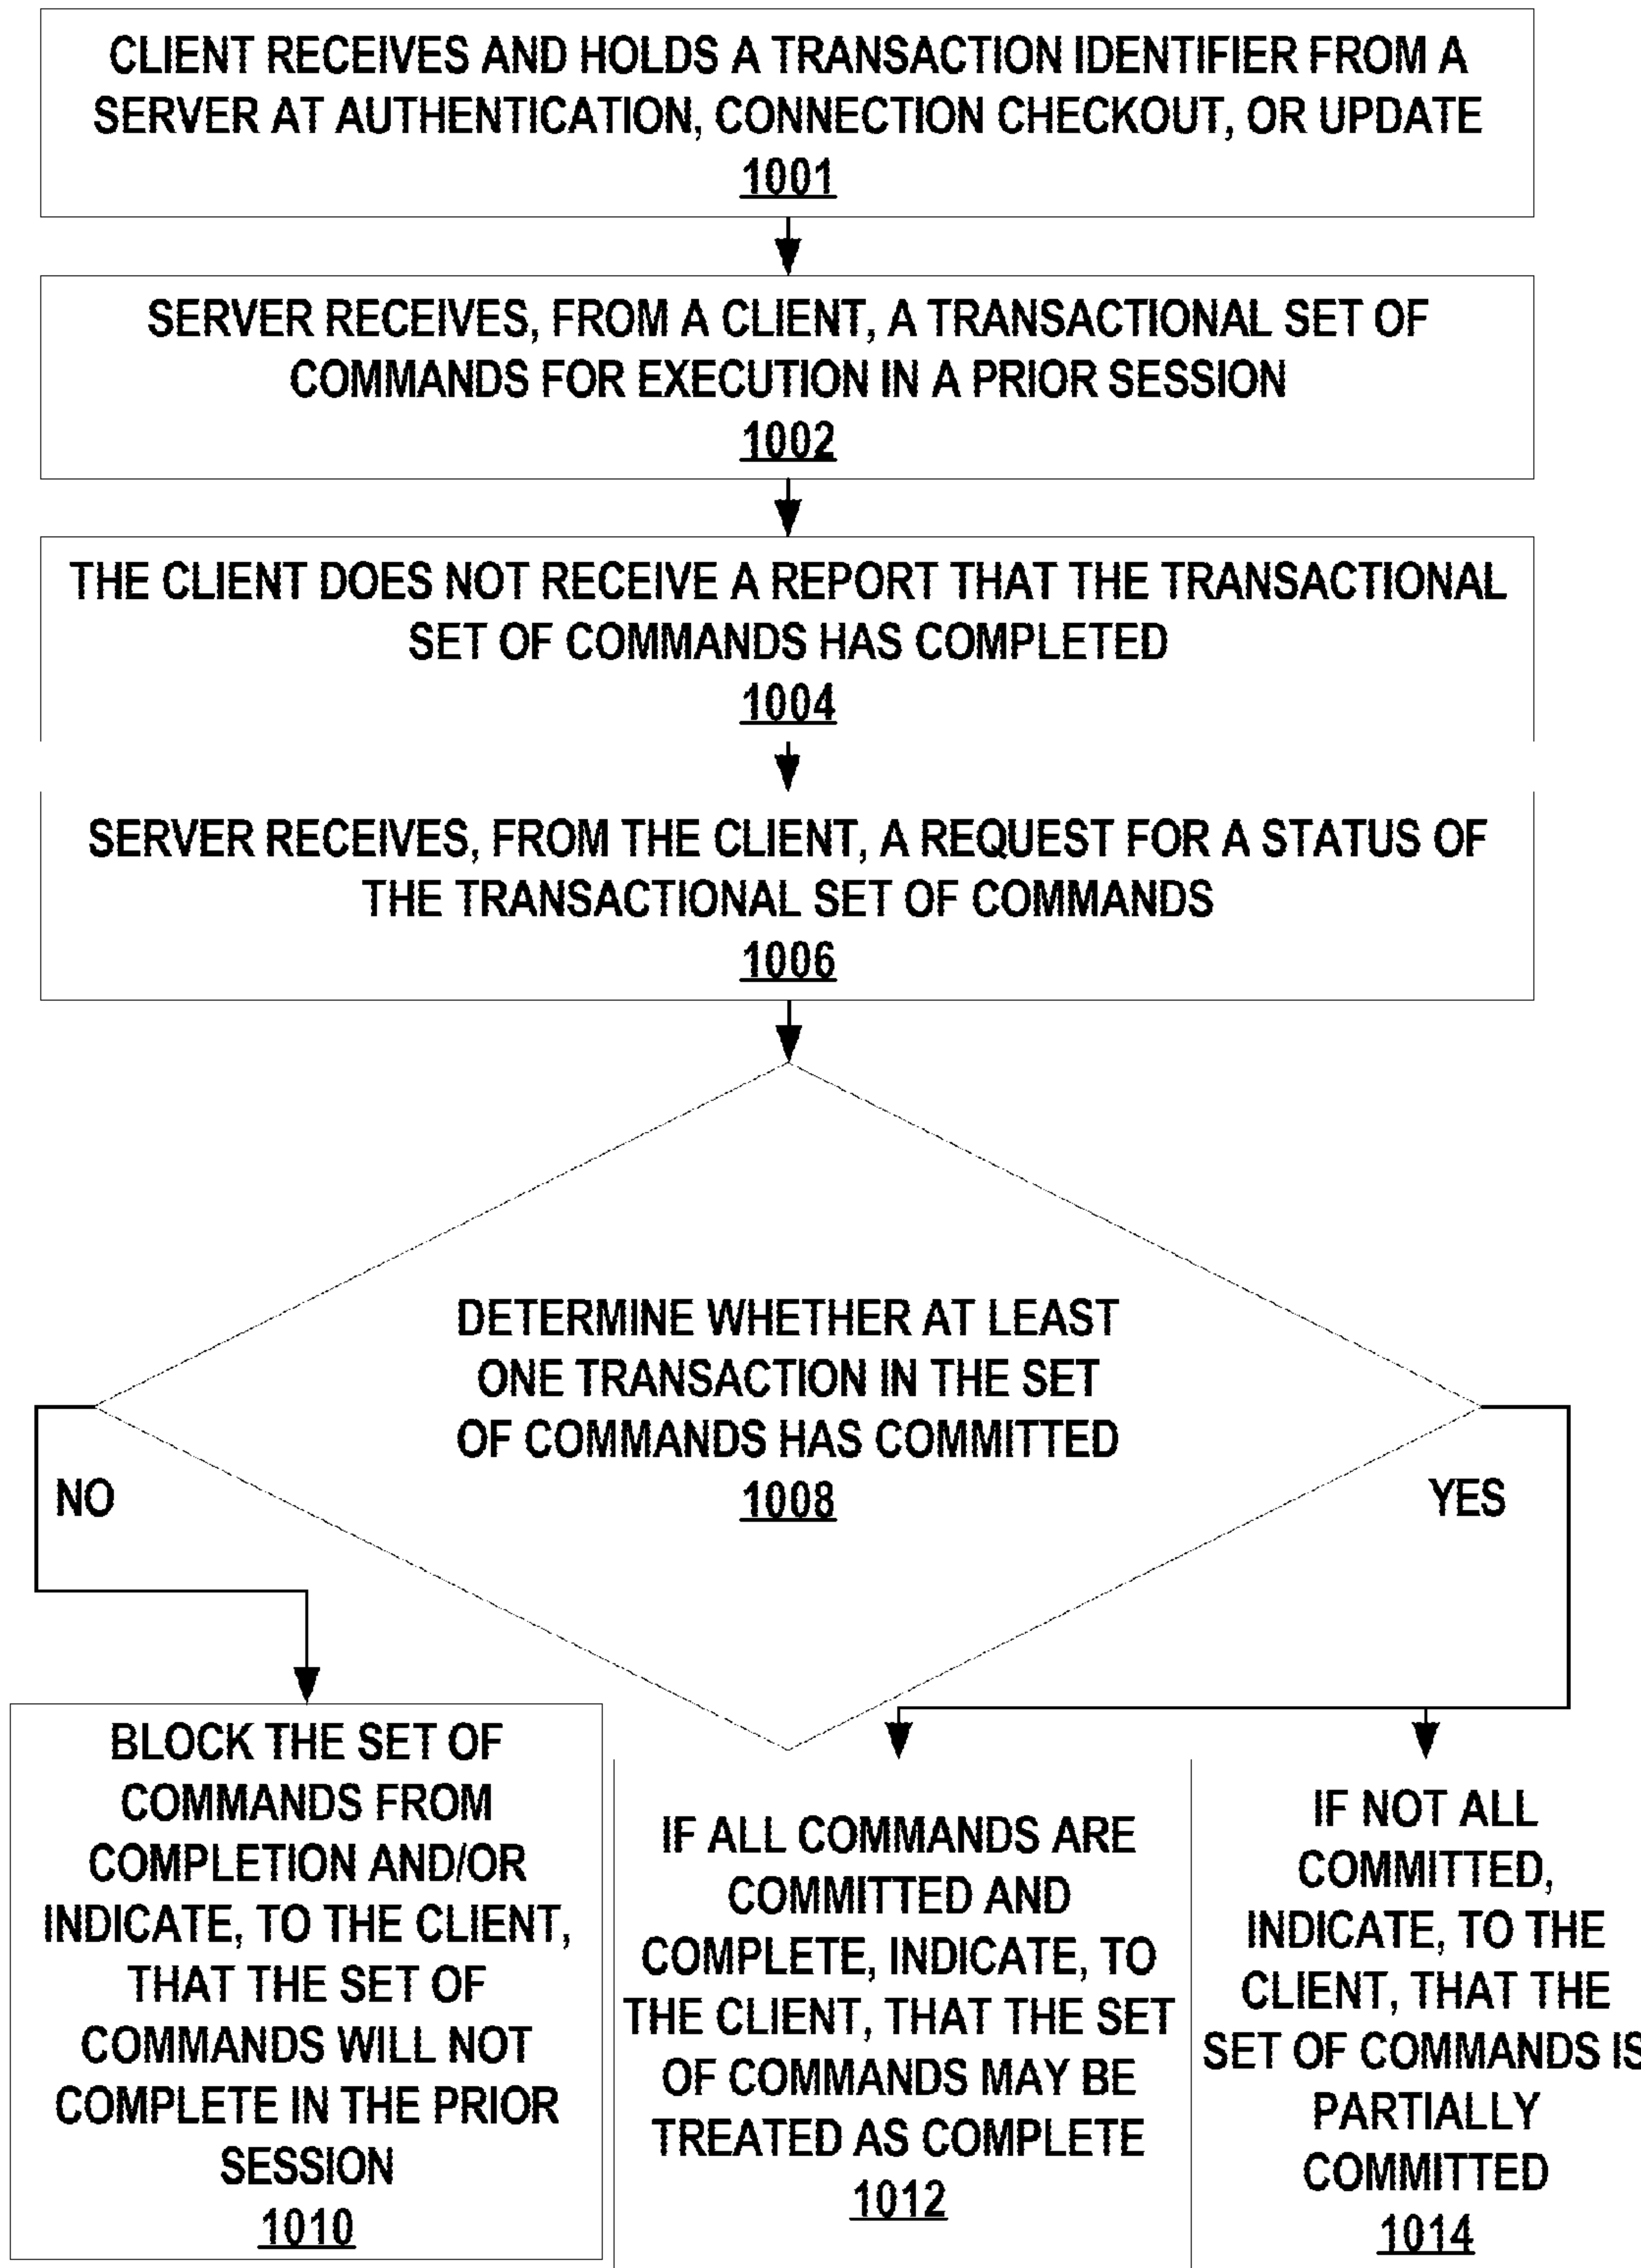 CLIENT RECEIVES AND HOLDS A TRANSACTION IDENTIFIER FROM A
SERVER AT AUTHENTICATION, CONNECTION CHECKOUT, OR UPDATE
1001
SERVER RECEIVES, FROM A CLIENT, A TRANSACTIONAL SET OF
COMMANDS FOR EXECUTION IN A PRIOR SESSION
1002
THE CLIENT DOES NOT RECEIVE A REPORT THAT THE TRANSACTIONAL
SET OF COMMANDS HAS COMPLETED
1004
SERVER RECEIVES, FROM THE CLIENT, A REQUEST FOR A STATUS OF
THE TRANSACTIONAL SET OF COMMANDS
1006
DETERMINE WHETHER AT LEAST
ONE TRANSACTION IN THE SET
OF COMMANDS HAS COMMITTED
1008
NO
YES
BLOCK THE SET OF
COMMANDS FROM
COMPLETION AND/OR
INDICATE, TO THE CLIENT,
THAT THE SET OF
COMMANDS WILL NOT
COMPLETE IN THE PRIOR
SESSION
1010
IF ALL COMMANDS ARE
COMMITTED AND
COMPLETE, INDICATE, TO
THE CLIENT, THAT THE SET
OF COMMANDS MAY BE
TREATED AS COMPLETE
1012
IF NOT ALL
COMMITTED,
INDICATE, TO THE
CLIENT, THAT THE
SET OF COMMANDS IS
PARTIALLY
COMMITTED
1014